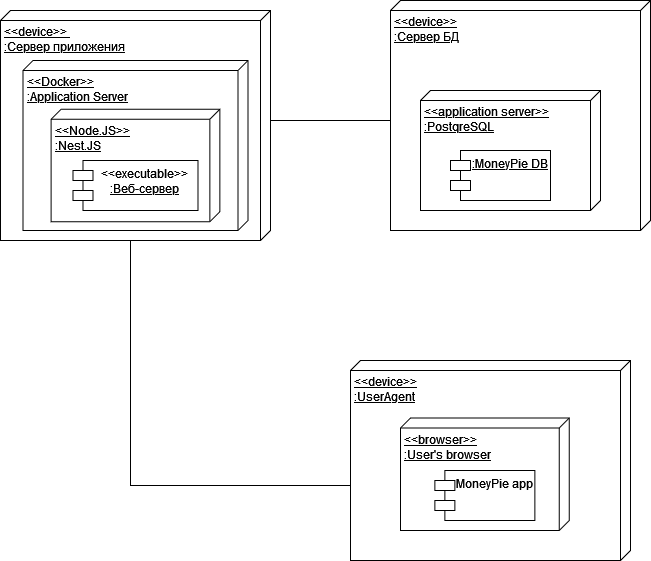 <<device>>
:Сервер приложения
<<Docker>>
:Application Server
<<Node.JS>>
:Nest.JS
<<executable>>
:Веб-сервер
<<device>>
:Сервер БД
<<application server>>
:PostgreSQL
:MoneyPie DB
<<device>>
:UserAgent
<<browser>>
:User's browser
MoneyPie app